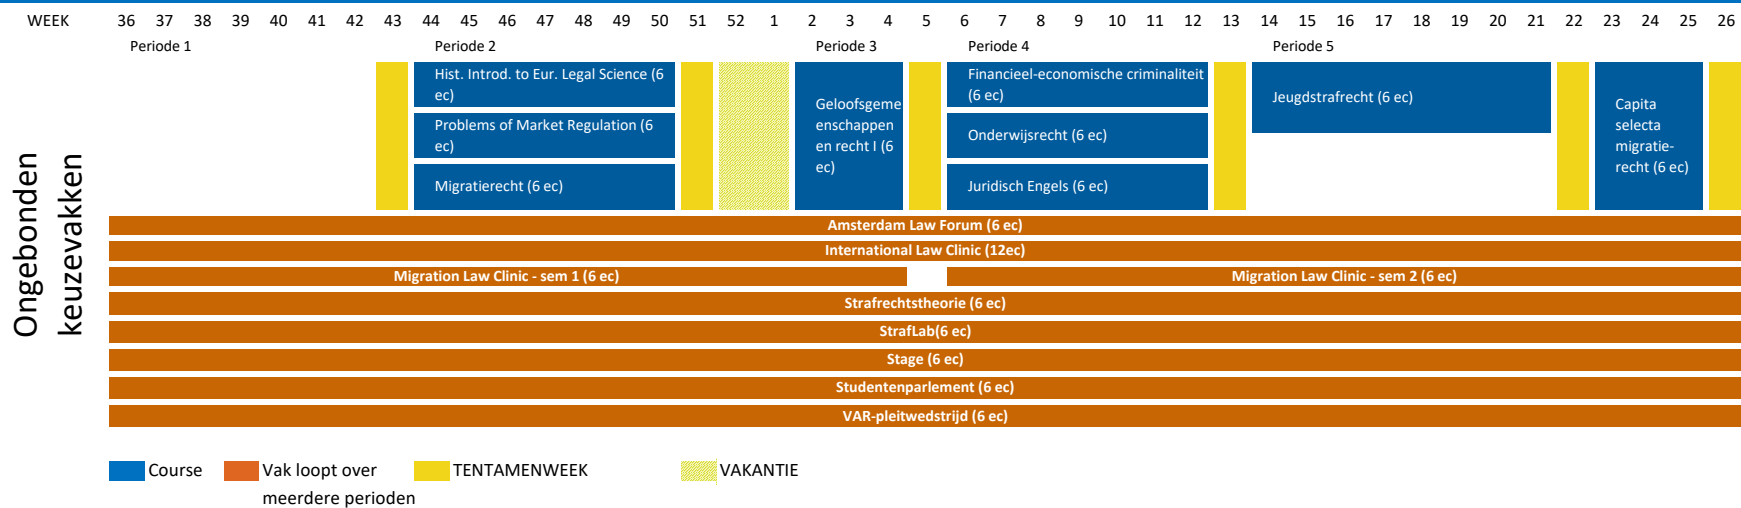 WEEK 36 37 38 39 40 41 42 43 44 45 46 47 48 49 50 51 52 1 2 3 4 5 6 7 8 9 10 11 12 13 14 15 16 17 18 19 20 21 22 23 24 25 26
Periode 1 Periode 2 Periode 3 Periode 4 Periode 5
Ongebonden
keuzevakken
Hist. Introd. to Eur. Legal Science (6
ec)
Problems of Market Regulation (6
ec)
Migratierecht (6 ec)
Geloofsgeme
enschappen
en recht I (6
ec)
Financieel-economische criminaliteit
(6 ec)
Onderwijsrecht (6 ec)
Juridisch Engels (6 ec)
Jeugdstrafrecht (6 ec)
Capita
selecta
migratie-
recht (6 ec)
Amsterdam Law Forum (6 ec)
International Law Clinic (12ec)
Migration Law Clinic - sem 1 (6 ec) Migration Law Clinic - sem 2 (6 ec)
Strafrechtstheorie (6 ec)
StrafLab(6 ec)
Stage (6 ec)
Studentenparlement (6 ec)
VAR-pleitwedstrijd (6 ec)
Course
Vak loopt over
meerdere perioden
TENTAMENWEEK
VAKANTIE